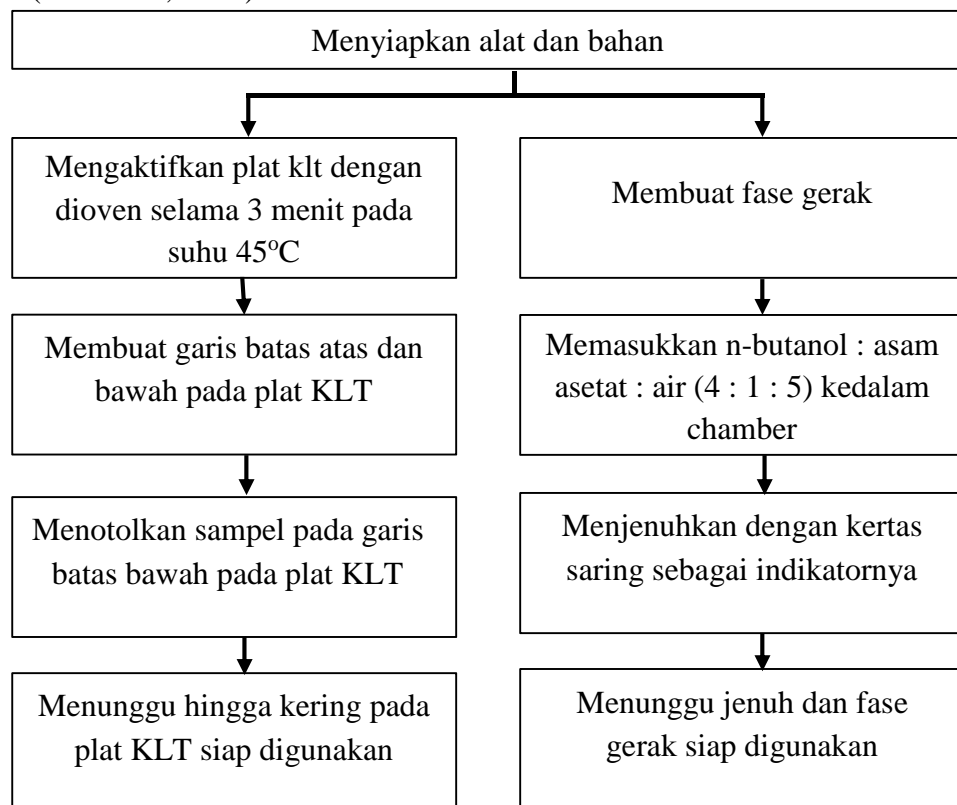 Menyiapkan alat dan bahan
Mengaktifkan plat klt dengan
dioven selama 3 menit pada
suhu 45°C
Membuat garis batas atas dan
bawah pada plat KLT
Menotolkan sampel pada garis
batas bawah pada plat KLT
Menunggu hingga kering pada
plat KLT siap digunakan
Membuat fase gerak
Memasukkan n-butanol : asam
asetat : air (4 : 1 : 5) kedalam
chamber
Menjenuhkan dengan kertas
saring sebagai indikatornya
Menunggu jenuh dan fase
gerak siap digunakan